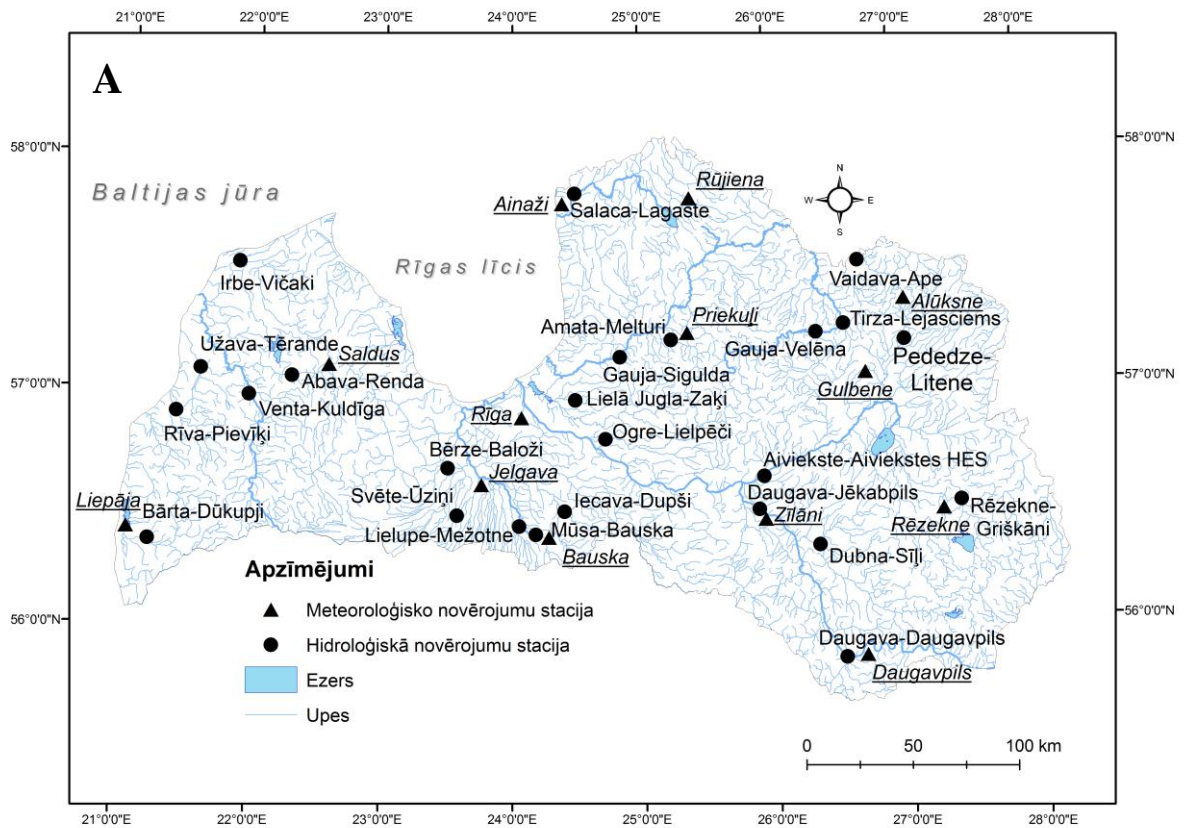 21°0'0"E 22°0'0"E 23°0'0"E 24°0'0"E 25°0'0"E 26°0'0"E 27°0'0"E 28°0'0"E
A
58°0'0"N
58°0'0"N
Baltijas jūra
Rīgas līcis
N
W E
S
Ainaži
Salaca-Lagaste
Rūjiena
Irbe-Vičaki
Vaidava-Ape
Alūksne
Užava-Tērande
Saldus
Amata-Melturi
Priekuļi
Tirza-Lejasciems
Gauja-Velēna
Pededze-
Litene
57°0'0"N
57°0'0"N
Abava-Renda
Gauja-Sigulda
Gulbene
Venta-Kuldīga
Lielā Jugla-Zaķi
Rīva-Pievīķi
Rīga
Ogre-Lielpēči
Bērze-Baloži
Aiviekste-Aiviekstes HES
Jelgava
Svēte-Ūziņi
Iecava-Dupši
Daugava-Jēkabpils
Rēzekne-
Griškāni
Liepāja
Bārta-Dūkupji
Zīlāni
Rēzekne
Lielupe-Mežotne
Mūsa-Bauska
Bauska
Dubna-Sīļi
Apzīmējumi
Meteoroloģisko novērojumu stacija
Hidroloģiskā novērojumu stacija
Ezers
Upes
56°0'0"N
56°0'0"N
Daugava-Daugavpils
Daugavpils
0 50 100 km
21°0'0"E 22°0'0"E 23°0'0"E 24°0'0"E 25°0'0"E 26°0'0"E 27°0'0"E 28°0'0"E